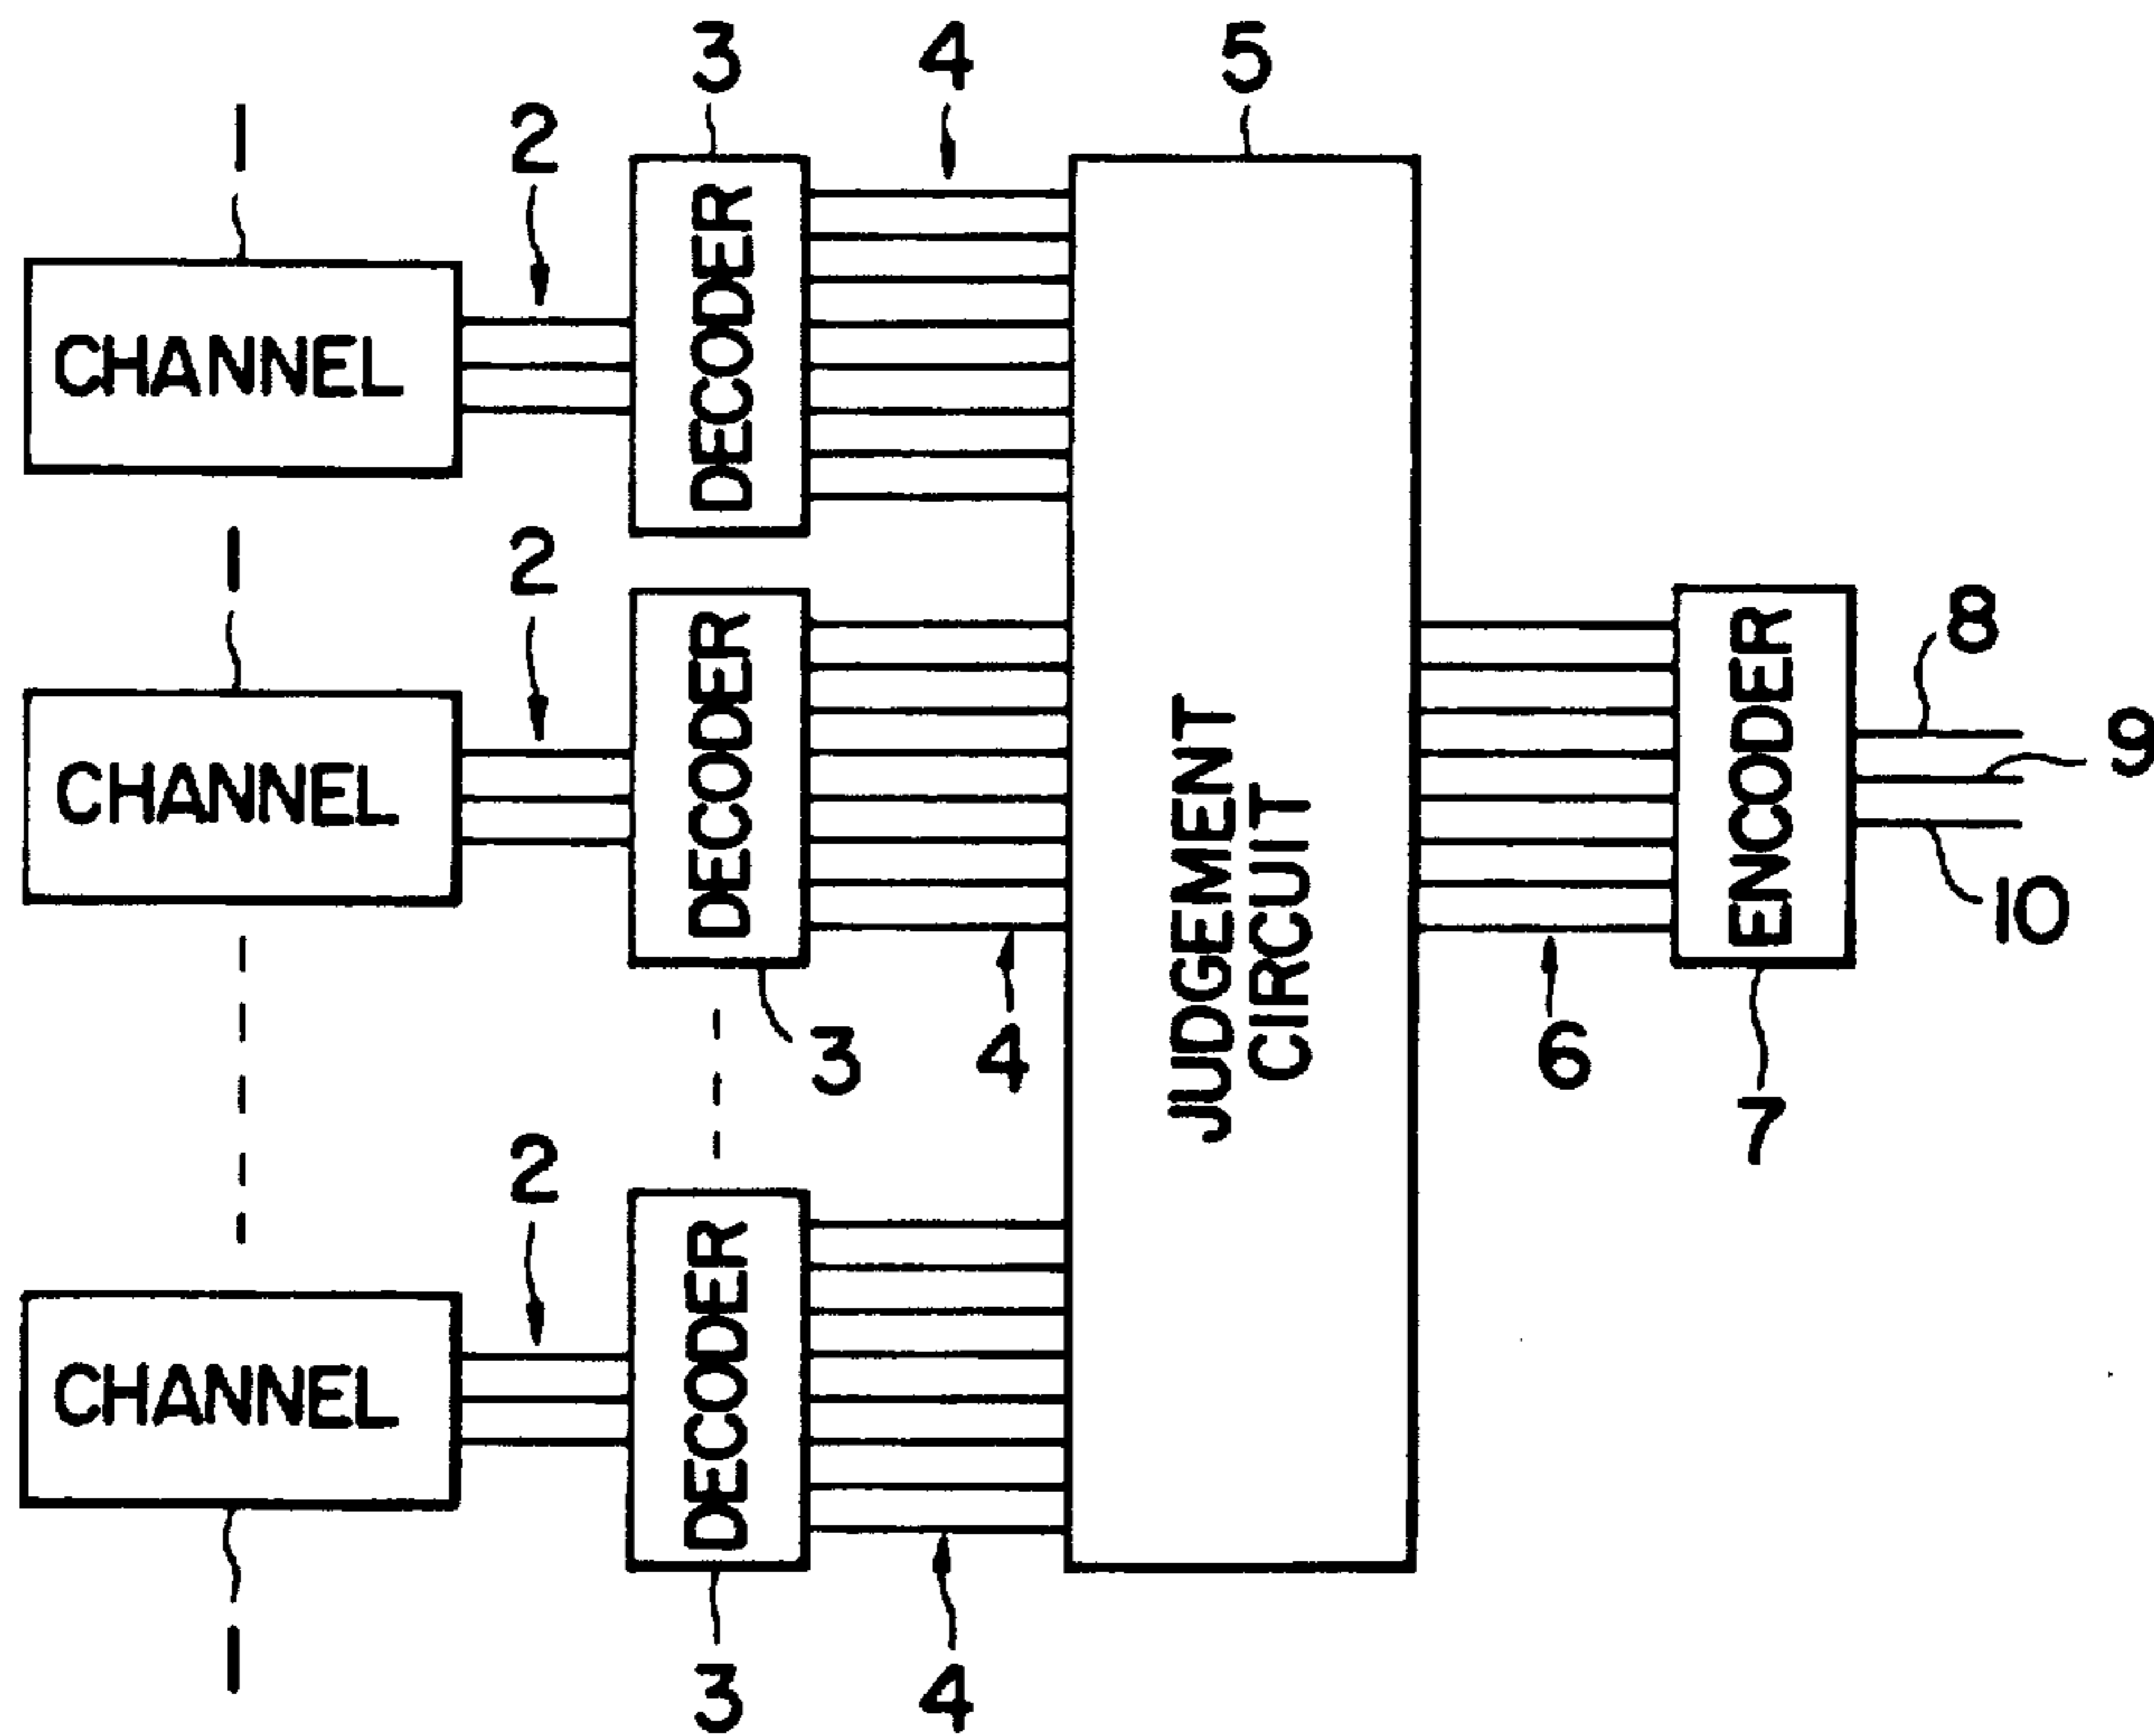 3
4
5
1
2
DECODER
CHANNEL
1
2
DECODER
CHANNEL
JUDGEMENT
CIRCUIT
ENCODER
8
9
10
3
4
6
7
2
DECODER
CHANNEL
1
3
4